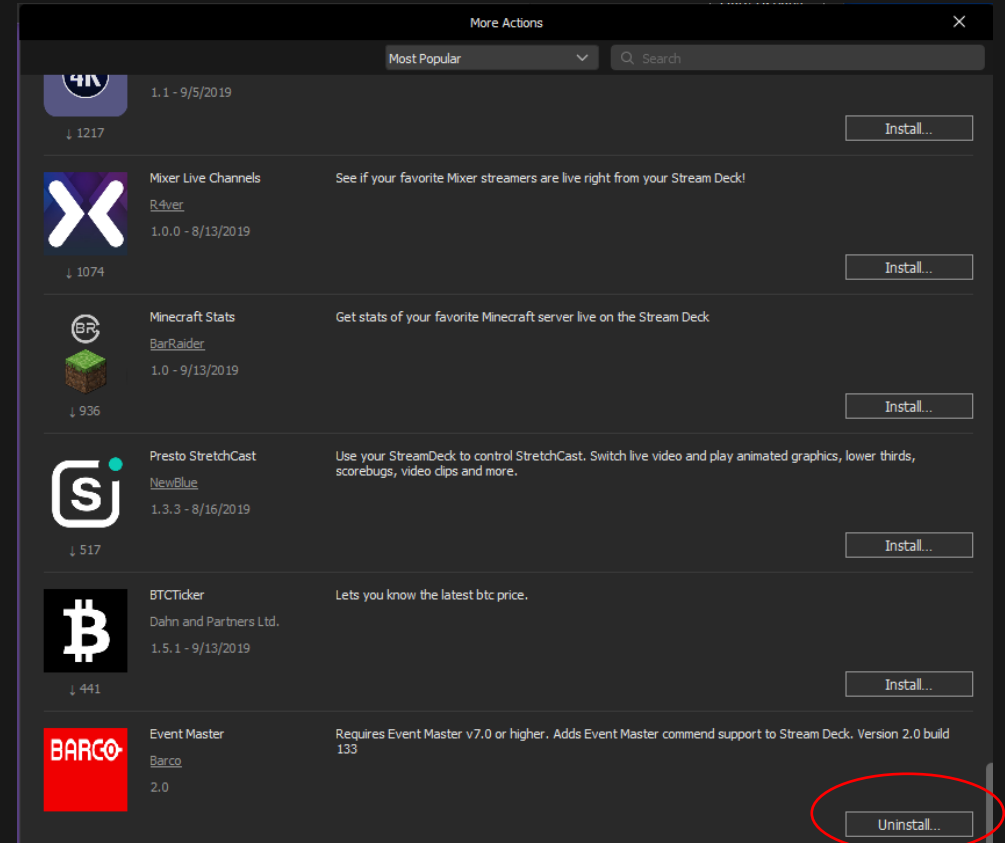 More Actions
Most Popular
Search
4K
1.1 - 9/5/2019
↓ 1217
Install...
Mixer Live Channels
See if your favorite Mixer streamers are live right from your Stream Deck!
R4ver
1.0.0 - 8/13/2019
↓ 1074
Install...
BR
Minecraft Stats
Get stats of your favorite Minecraft server live on the Stream Deck
BarRaider
1.0 - 9/13/2019
↓ 936
Install...
S
Presto StretchCast
Use your StreamDeck to control StretchCast. Switch live video and play animated graphics, lower thirds,
scorebugs, video clips and more.
NewBlue
1.3.3 - 8/16/2019
↓ 517
Install...
BTCTicker
Lets you know the latest btc price.
Dahn and Partners Ltd.
1.5.1 - 9/13/2019
↓ 441
Install...
BARCO
Event Master
Requires Event Master v7.0 or higher. Adds Event Master commend support to Stream Deck. Version 2.0 build
133
Barco
2.0
Uninstall...